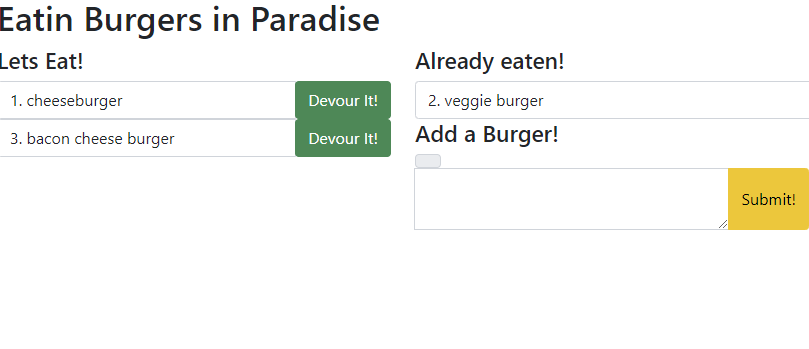 Eatin Burgers in Paradise
Lets Eat!
1. cheeseburger
Devour It!
3. bacon cheese burger
Devour It!
Already eaten!
2. veggie burger
Add a Burger!
Submit!